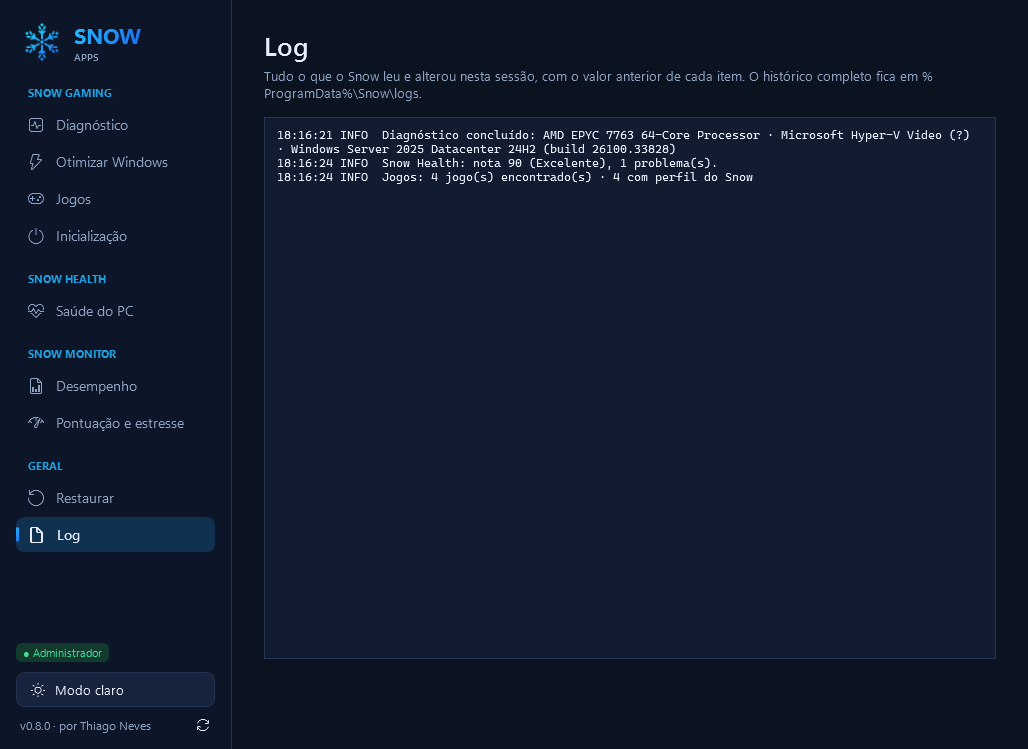 SNOW
APPS
SNOW GAMING
Diagnóstico
Otimizar Windows
Jogos
Inicialização
SNOW HEALTH
Saúde do PC
SNOW MONITOR
Desempenho
Pontuação e estresse
GERAL
Restaurar
Log
Administrador
Modo claro
v0.8.0 · por Thiago Neves
Log
Tudo o que o Snow leu e alterou nesta sessão, com o valor anterior de cada item. O histórico completo fica em %
ProgramData%\Snow\logs.
18:16:21 INFO  Diagnóstico concluído: AMD EPYC 7763 64-Core Processor · Microsoft Hyper-V Video (?)
· Windows Server 2025 Datacenter 24H2 (build 26100.33828)
18:16:24 INFO  Snow Health: nota 90 (Excelente), 1 problema(s).
18:16:24 INFO  Jogos: 4 jogo(s) encontrado(s) · 4 com perfil do Snow